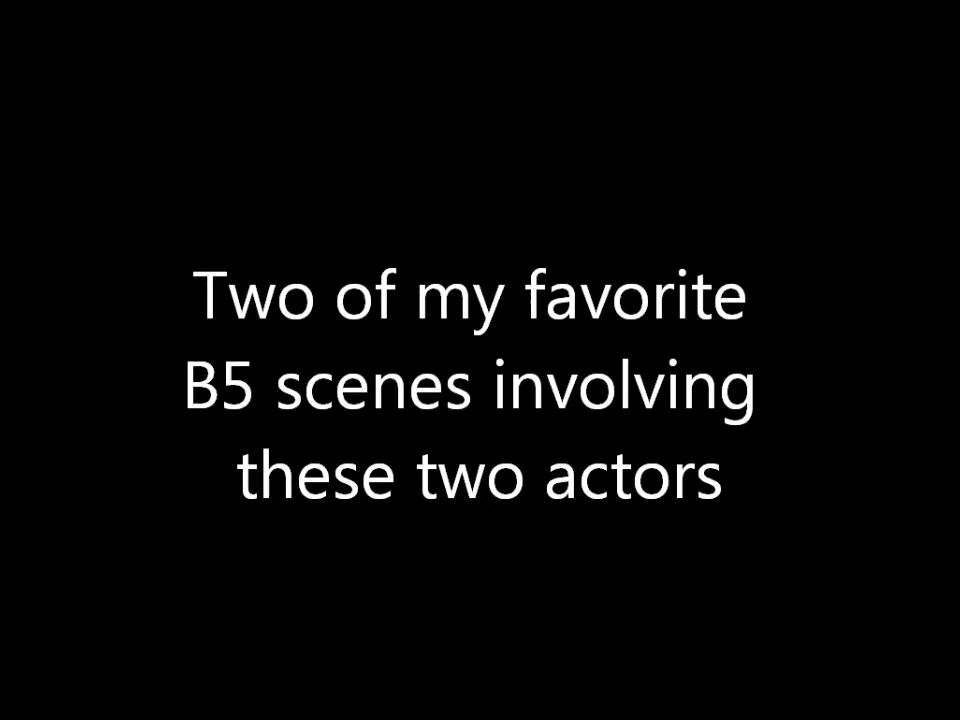 Two of my favorite
B5 scenes involving
these two actors